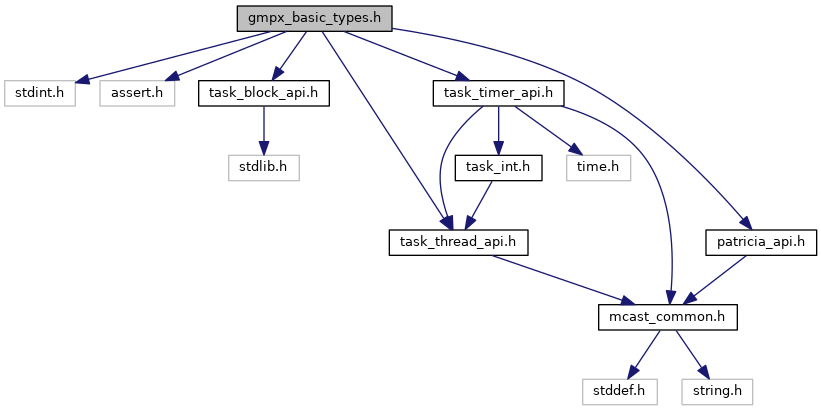 gmpx_basic_types.h
stdint.h
assert.h
task_block_api.h
task_timer_api.h
stdlib.h
task_int.h
time.h
task_thread_api.h
patricia_api.h
mcast_common.h
stddef.h
string.h